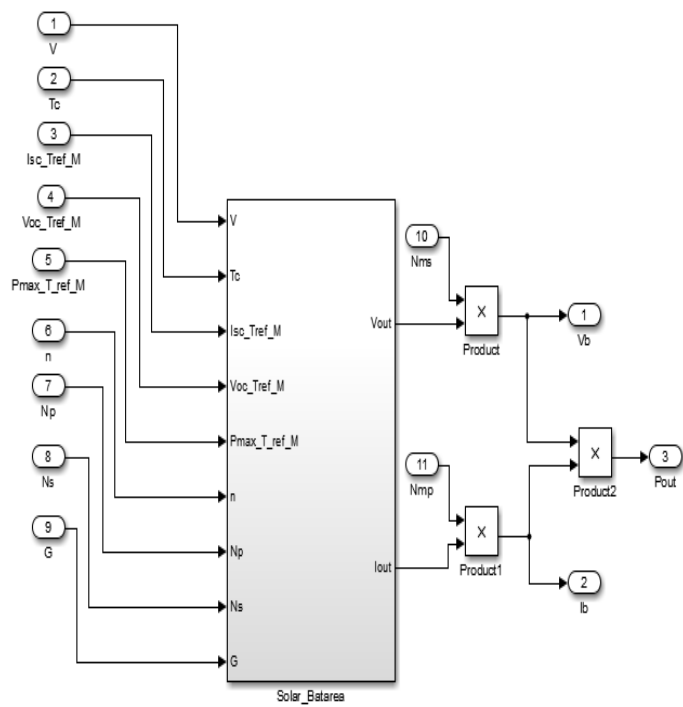 1
V
2
Tc
3
Isc_Tref_M
4
Voc_Tref_M
5
Pmax_T_ref_M
6
n
7
Np
8
Ns
9
G
V
Tc
Isc_Tref_M
Voc_Tref_M
Pmax_T_ref_M
n
Np
Ns
G
Vout
Iout
Solar_Batarea
10
Nms
X
Product
11
Nmp
X
Product1
1
Vb
X
Product2
3
Pout
2
Ib